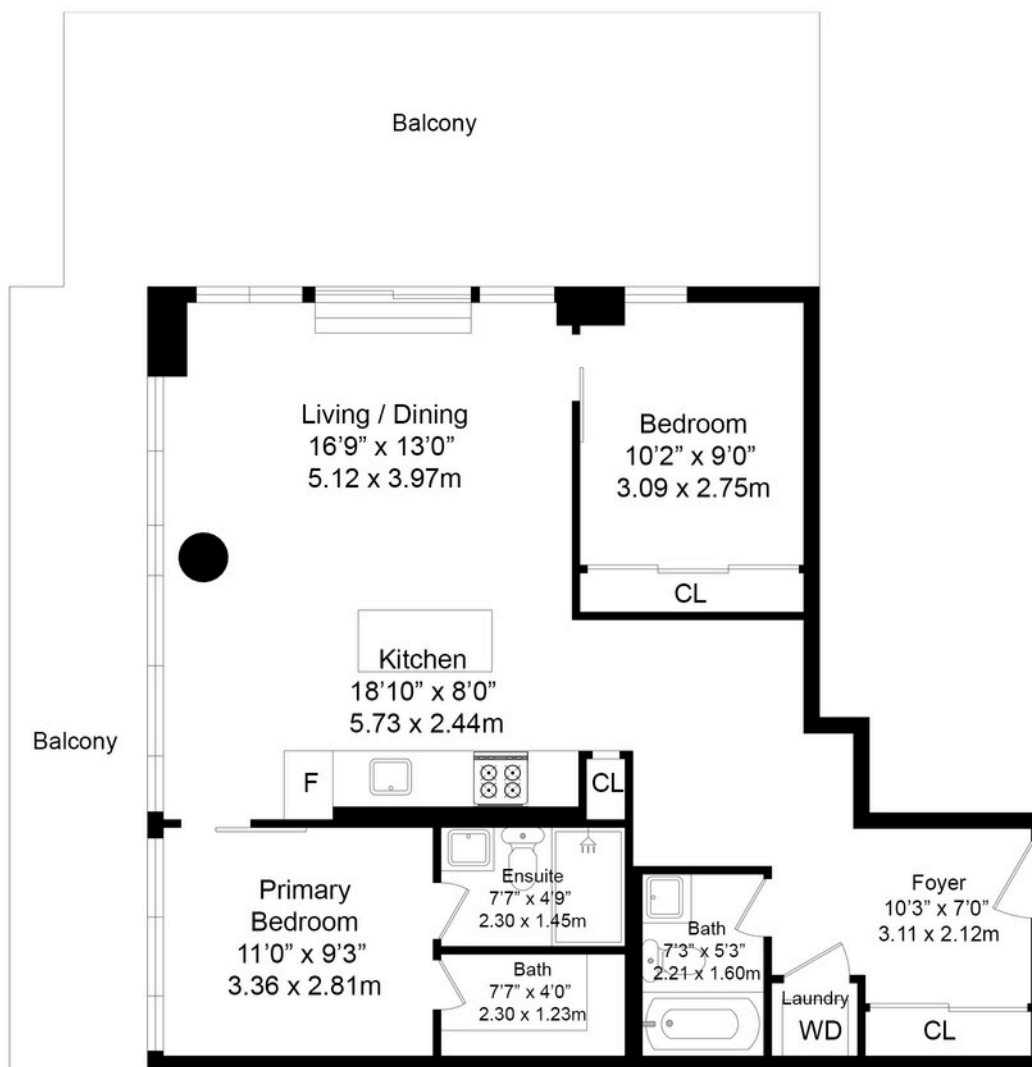 Balcony
Living / Dining
16’9” x 13’0”
5.12 x 3.97m
Bedroom
10’2” x 9’0”
3.09 x 2.75m
CL
Kitchen
18’10” x 8’0”
5.73 x 2.44m
Balcony
F
CL
Primary
Bedroom
11’0” x 9’3”
3.36 x 2.81m
Ensuite
7’7” x 4’9”
2.30 x 1.45m
Bath
7’7” x 4’0”
2.30 x 1.23m
Bath
7’3” x 5’3”
2.21 x 1.60m
Foyer
10’3” x 7’0”
3.11 x 2.12m
Laundry
WD
CL